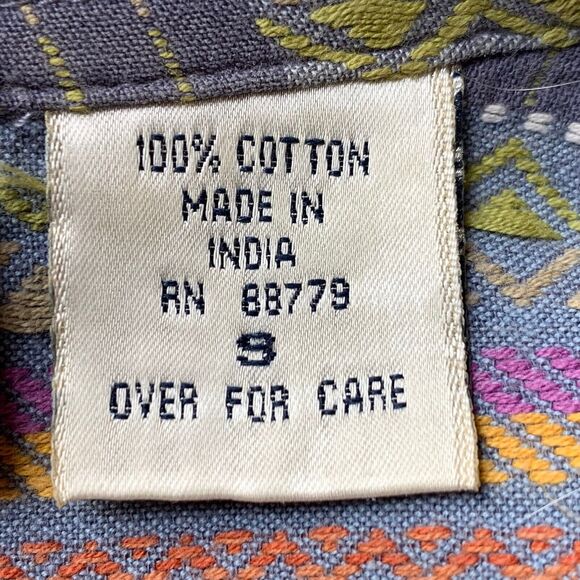 100% COTTON
MADE IN
INDIA
RN 88779
S
OVER FOR CARE